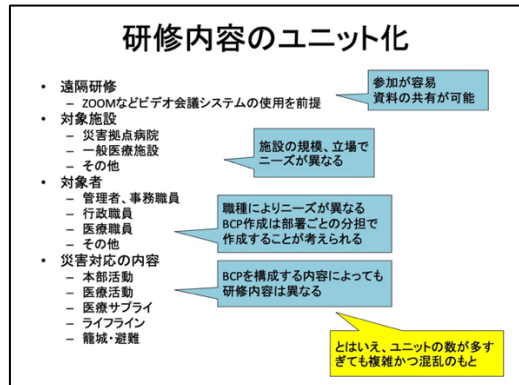 研修内容のユニット化
• 遠隔研修
– ZOOMなどビデオ会議システムの使用を前提
参加が容易
資料の共有が可能
• 対象施設
– 災害拠点病院
– 一般医療施設
– その他
施設の規模、立場で
ニーズが異なる
• 対象者
– 管理者、事務職員
– 行政職員
– 医療職員
– その他
職種によりニーズが異なる
BCP作成は部署ごとの分担で
作成することが考えられる
• 災害対応の内容
– 本部活動
– 医療活動
– 医療サプライ
– ライフライン
– 籠城・避難
BCPを構成する内容によっても
研修内容は異なる
とはいえ、ユニットの数が多す
ぎても複雑かつ混乱のもと